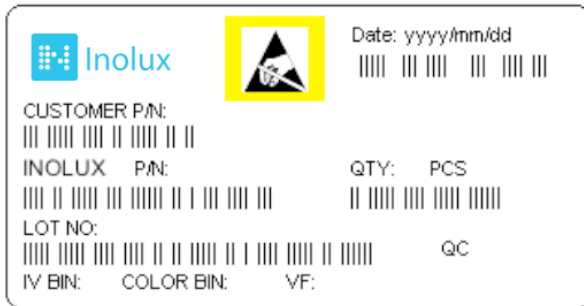 Inolux
Date: yyyy/mm/dd
CUSTOMER P/N:
INOLUX P/N:
QTY: PCS
LOT NO:
QC
IV BIN: COLOR BIN: VF: